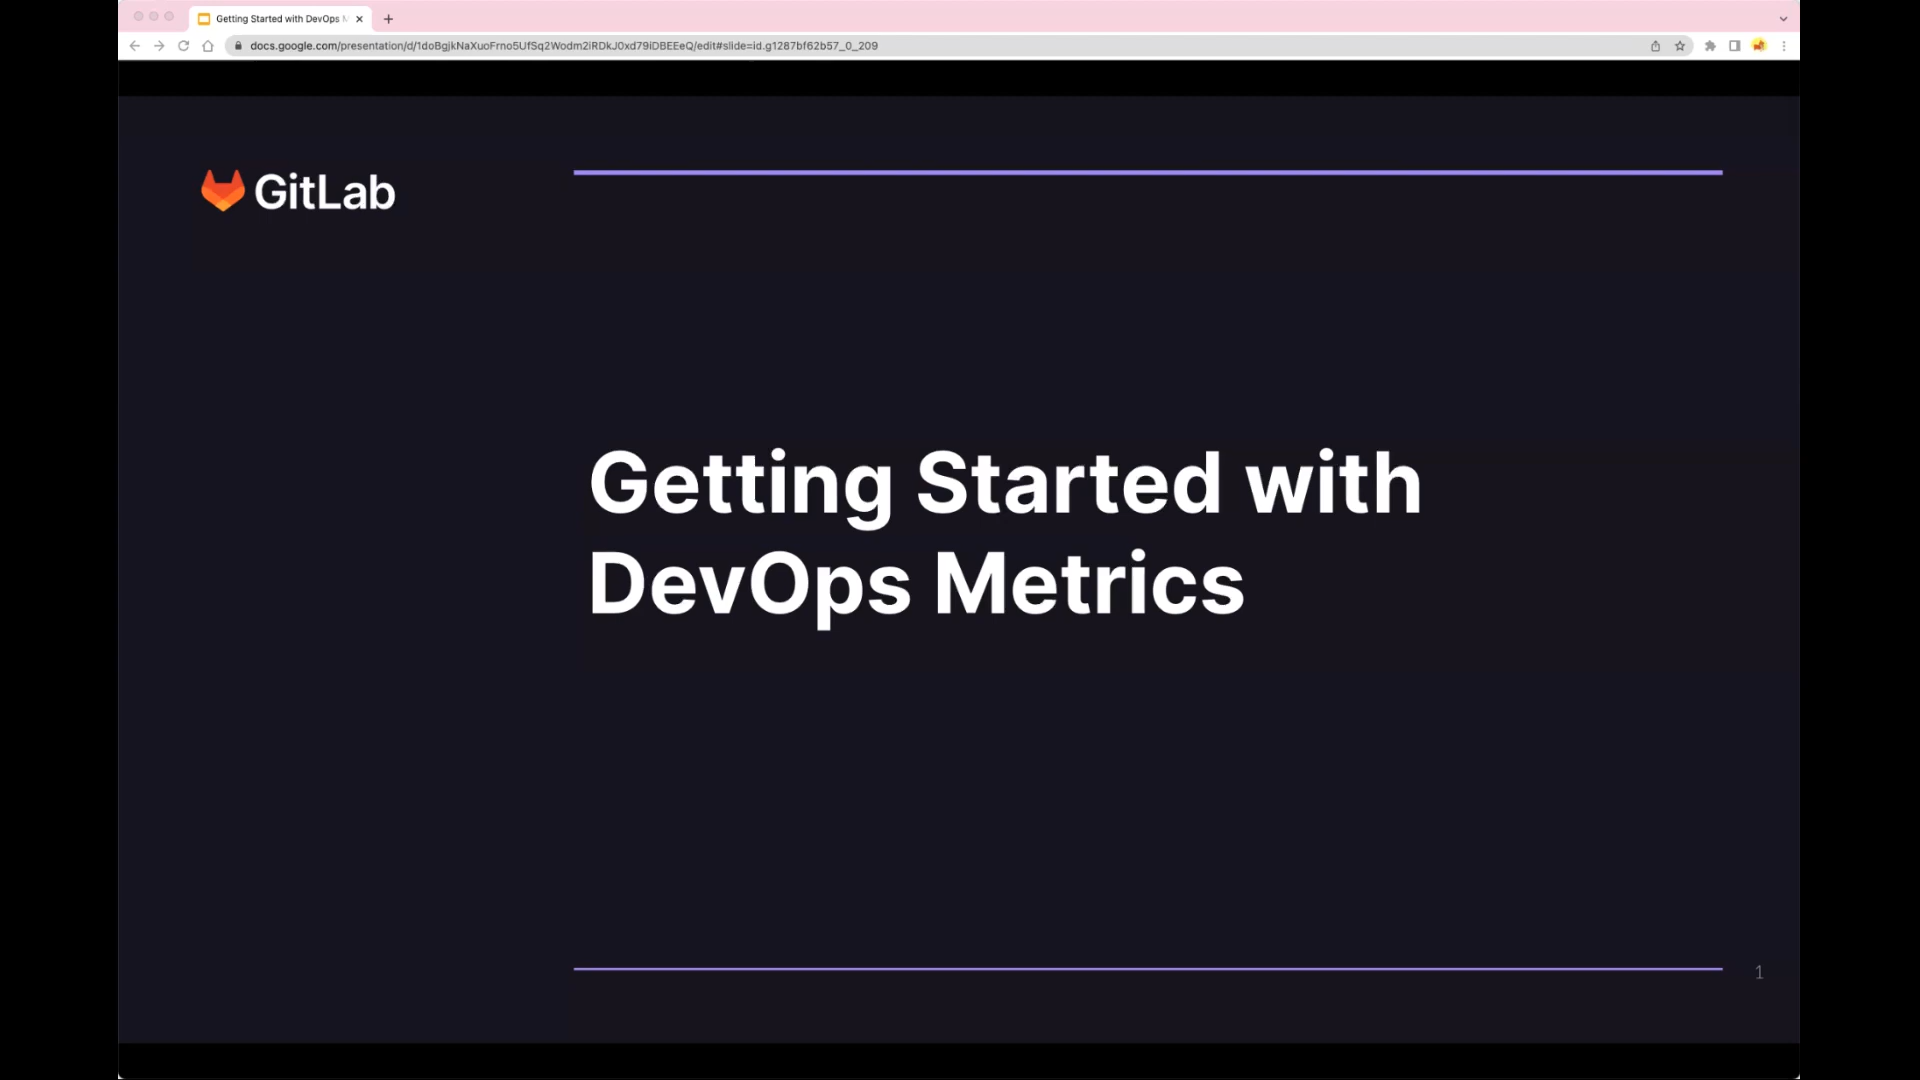 Getting Started with DevOps M
docs.google.com/presentation/d/1doBgjkNaXuoFrno5UfSq2Wodm2iRDkJ0xd79iDBEEeQ/edit#slide=id.g1287bf62b57_0_209
GitLab
Getting Started with
DevOps Metrics
1